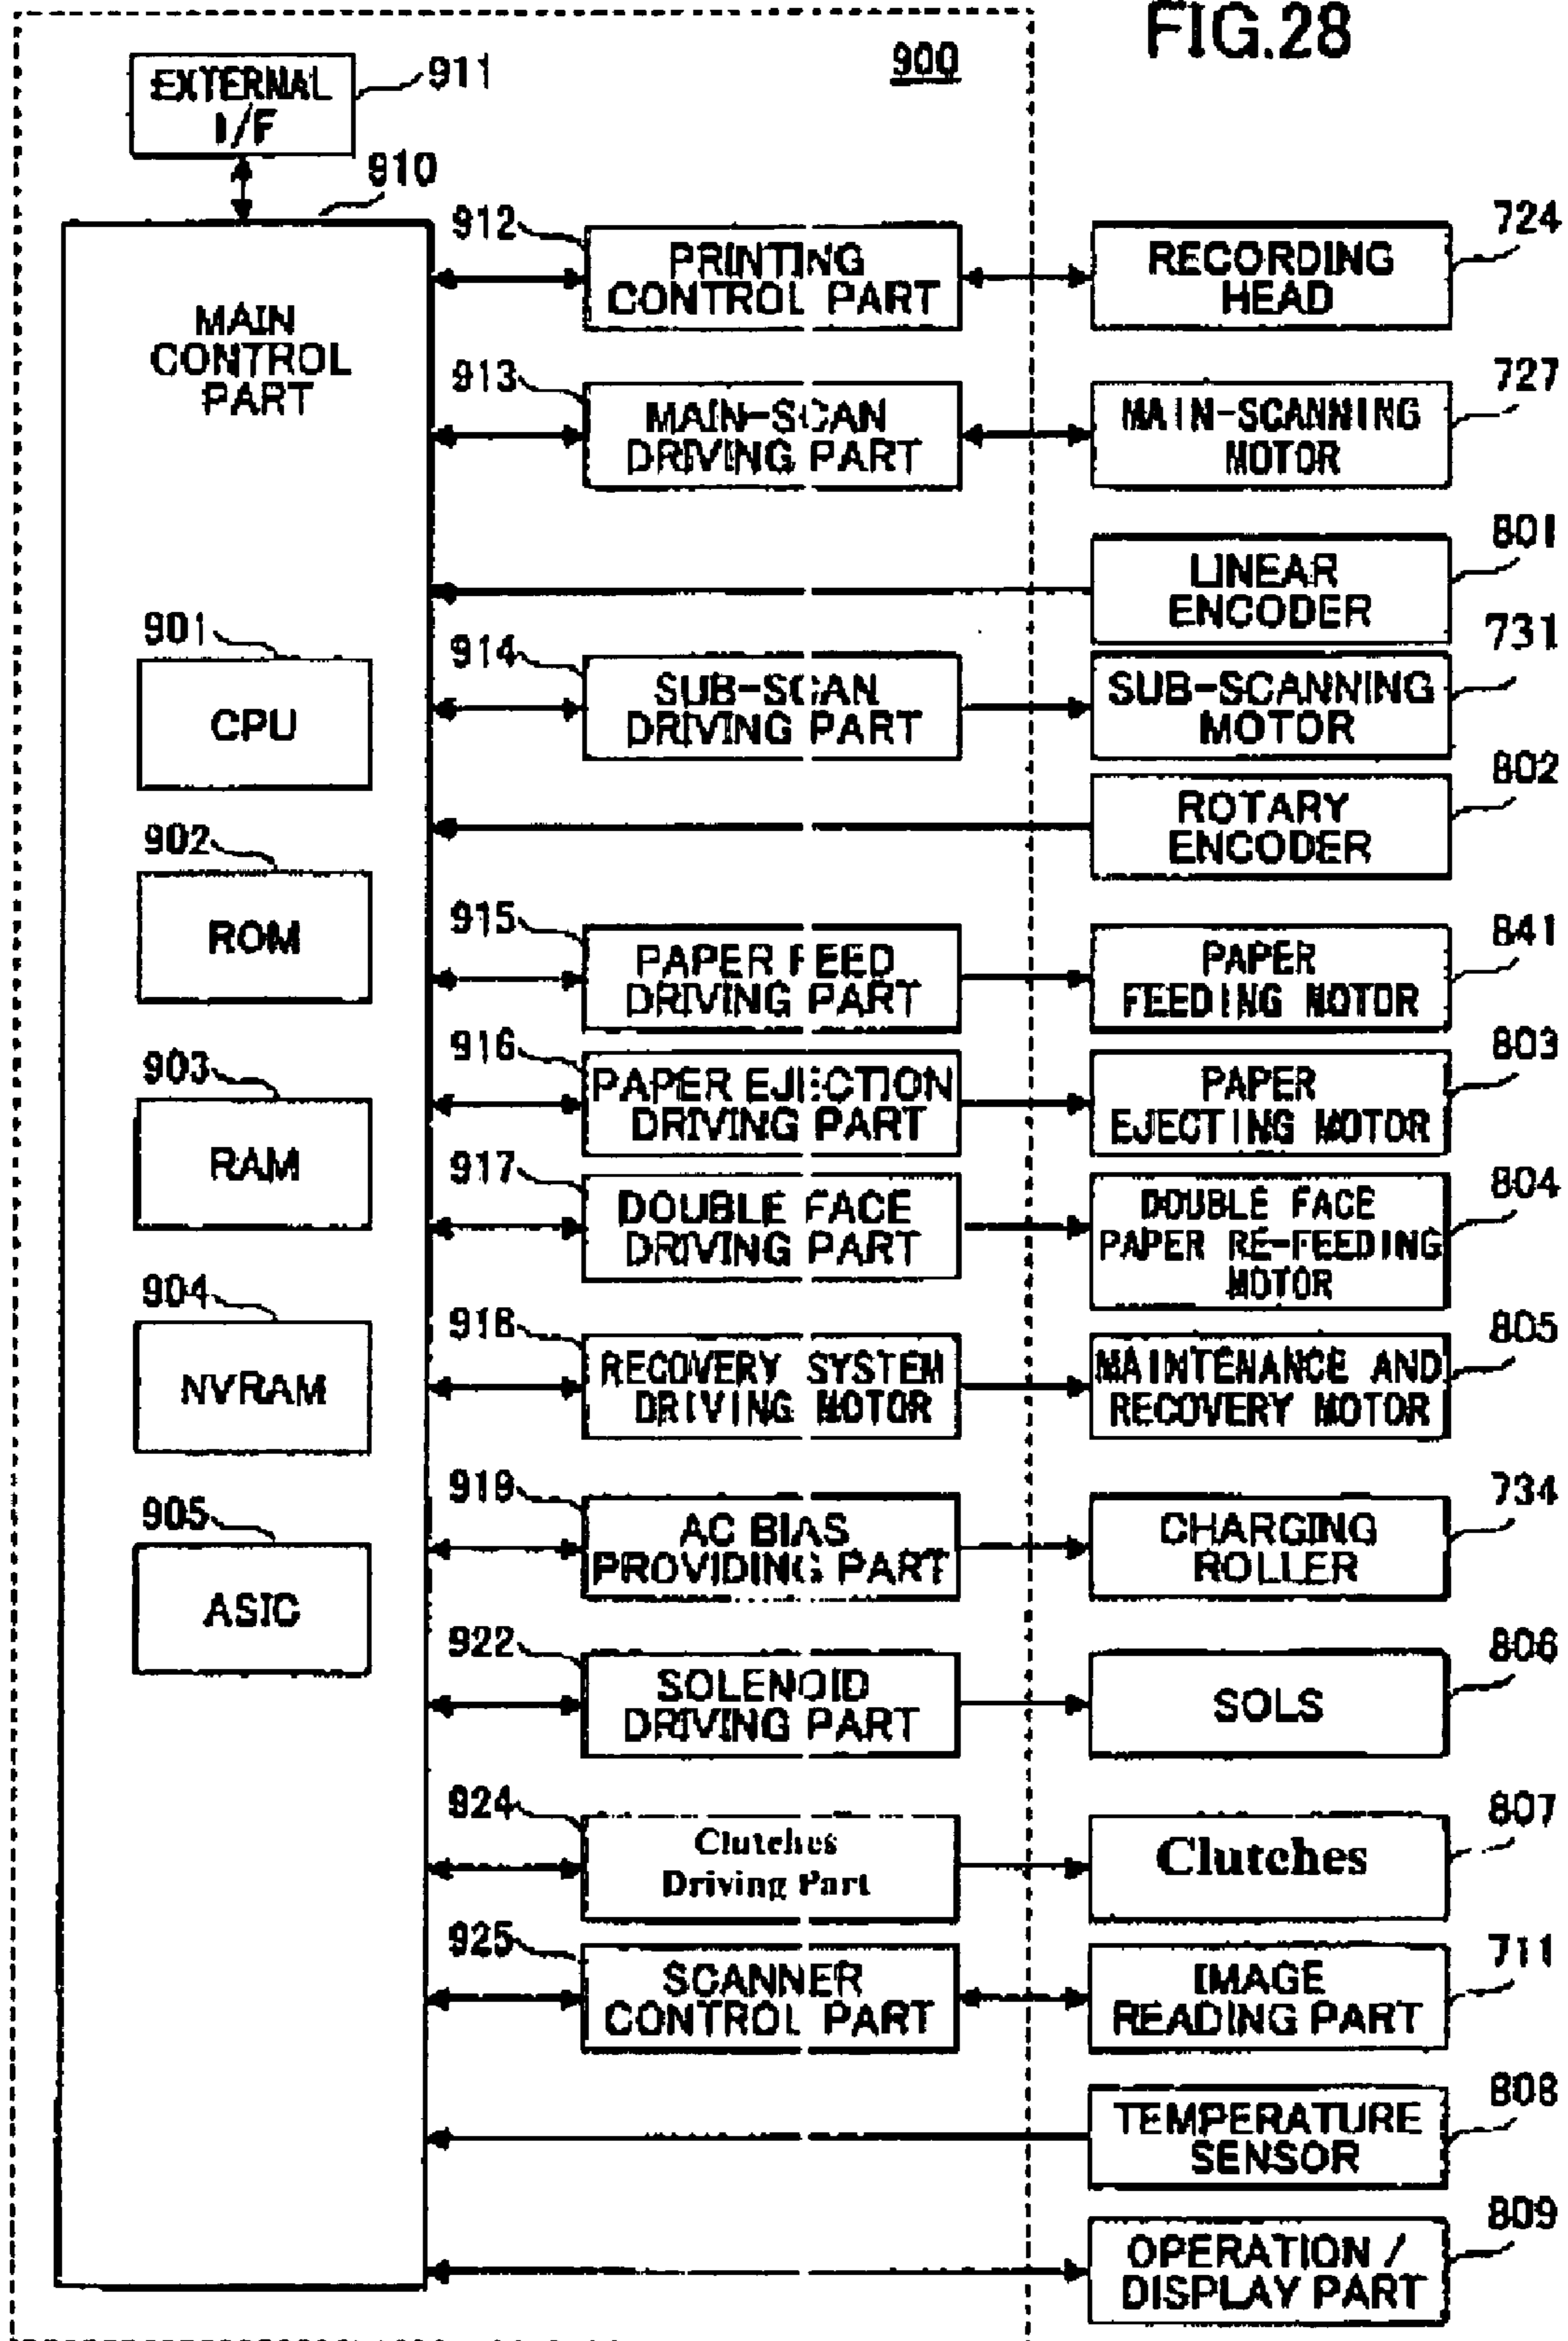 FIG.28
900
EXTERNAL
I/F
911
910
MAIN
CONTROL
PART
901
CPU
902
ROM
903
RAM
904
NVRAM
905
ASIC
912
PRINTING
CONTROL PART
RECORDING
HEAD
724
913
MAIN-SCAN
DRIVING PART
MAIN-SCANNING
MOTOR
727
LINEAR
ENCODER
801
914
SUB-SCAN
DRIVING PART
SUB-SCANNING
MOTOR
731
ROTARY
ENCODER
802
915
PAPER FEED
DRIVING PART
PAPER
FEEDING MOTOR
841
916
PAPER EJECTION
DRIVING PART
PAPER
EJECTING MOTOR
803
917
DOUBLE FACE
DRIVING PART
DOUBLE FACE
PAPER RE-FEEDING
MOTOR
804
918
RECOVERY SYSTEM
DRIVING MOTOR
MAINTENANCE AND
RECOVERY MOTOR
805
919
AC BIAS
PROVIDING PART
CHARGING
ROLLER
734
922
SOLENOID
DRIVING PART
SOLS
806
924
Clutches
Driving Part
Clutches
807
925
SCANNER
CONTROL PART
IMAGE
READING PART
711
TEMPERATURE
SENSOR
808
OPERATION /
DISPLAY PART
809